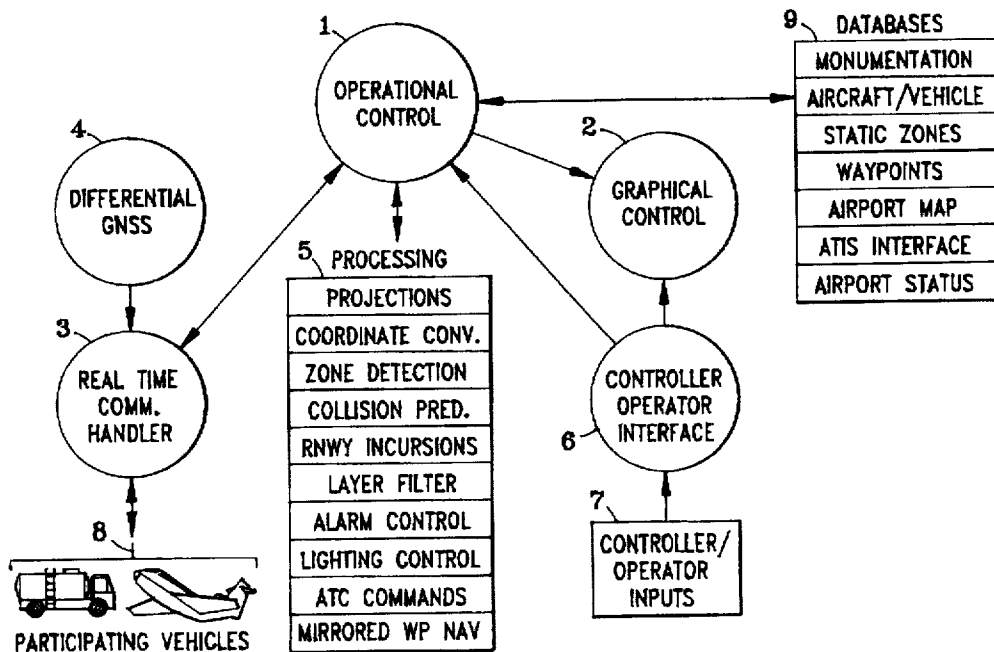 1
OPERATIONAL
CONTROL
9
DATABASES
MONUMENTATION
AIRCRAFT/VEHICLE
STATIC ZONES
WAYPOINTS
AIRPORT MAP
ATIS INTERFACE
AIRPORT STATUS
4
DIFFERENTIAL
GNSS
2
GRAPHICAL
CONTROL
3
REAL TIME
COMM.
HANDLER
5
PROCESSING
PROJECTIONS
COORDINATE CONV.
ZONE DETECTION
COLLISION PRED.
RNWY INCURSIONS
LAYER FILTER
ALARM CONTROL
LIGHTING CONTROL
ATC COMMANDS
MIRRORED WP NAV
CONTROLLER
OPERATOR
INTERFACE
6
7
CONTROLLER/
OPERATOR
INPUTS
8
PARTICIPATING VEHICLES